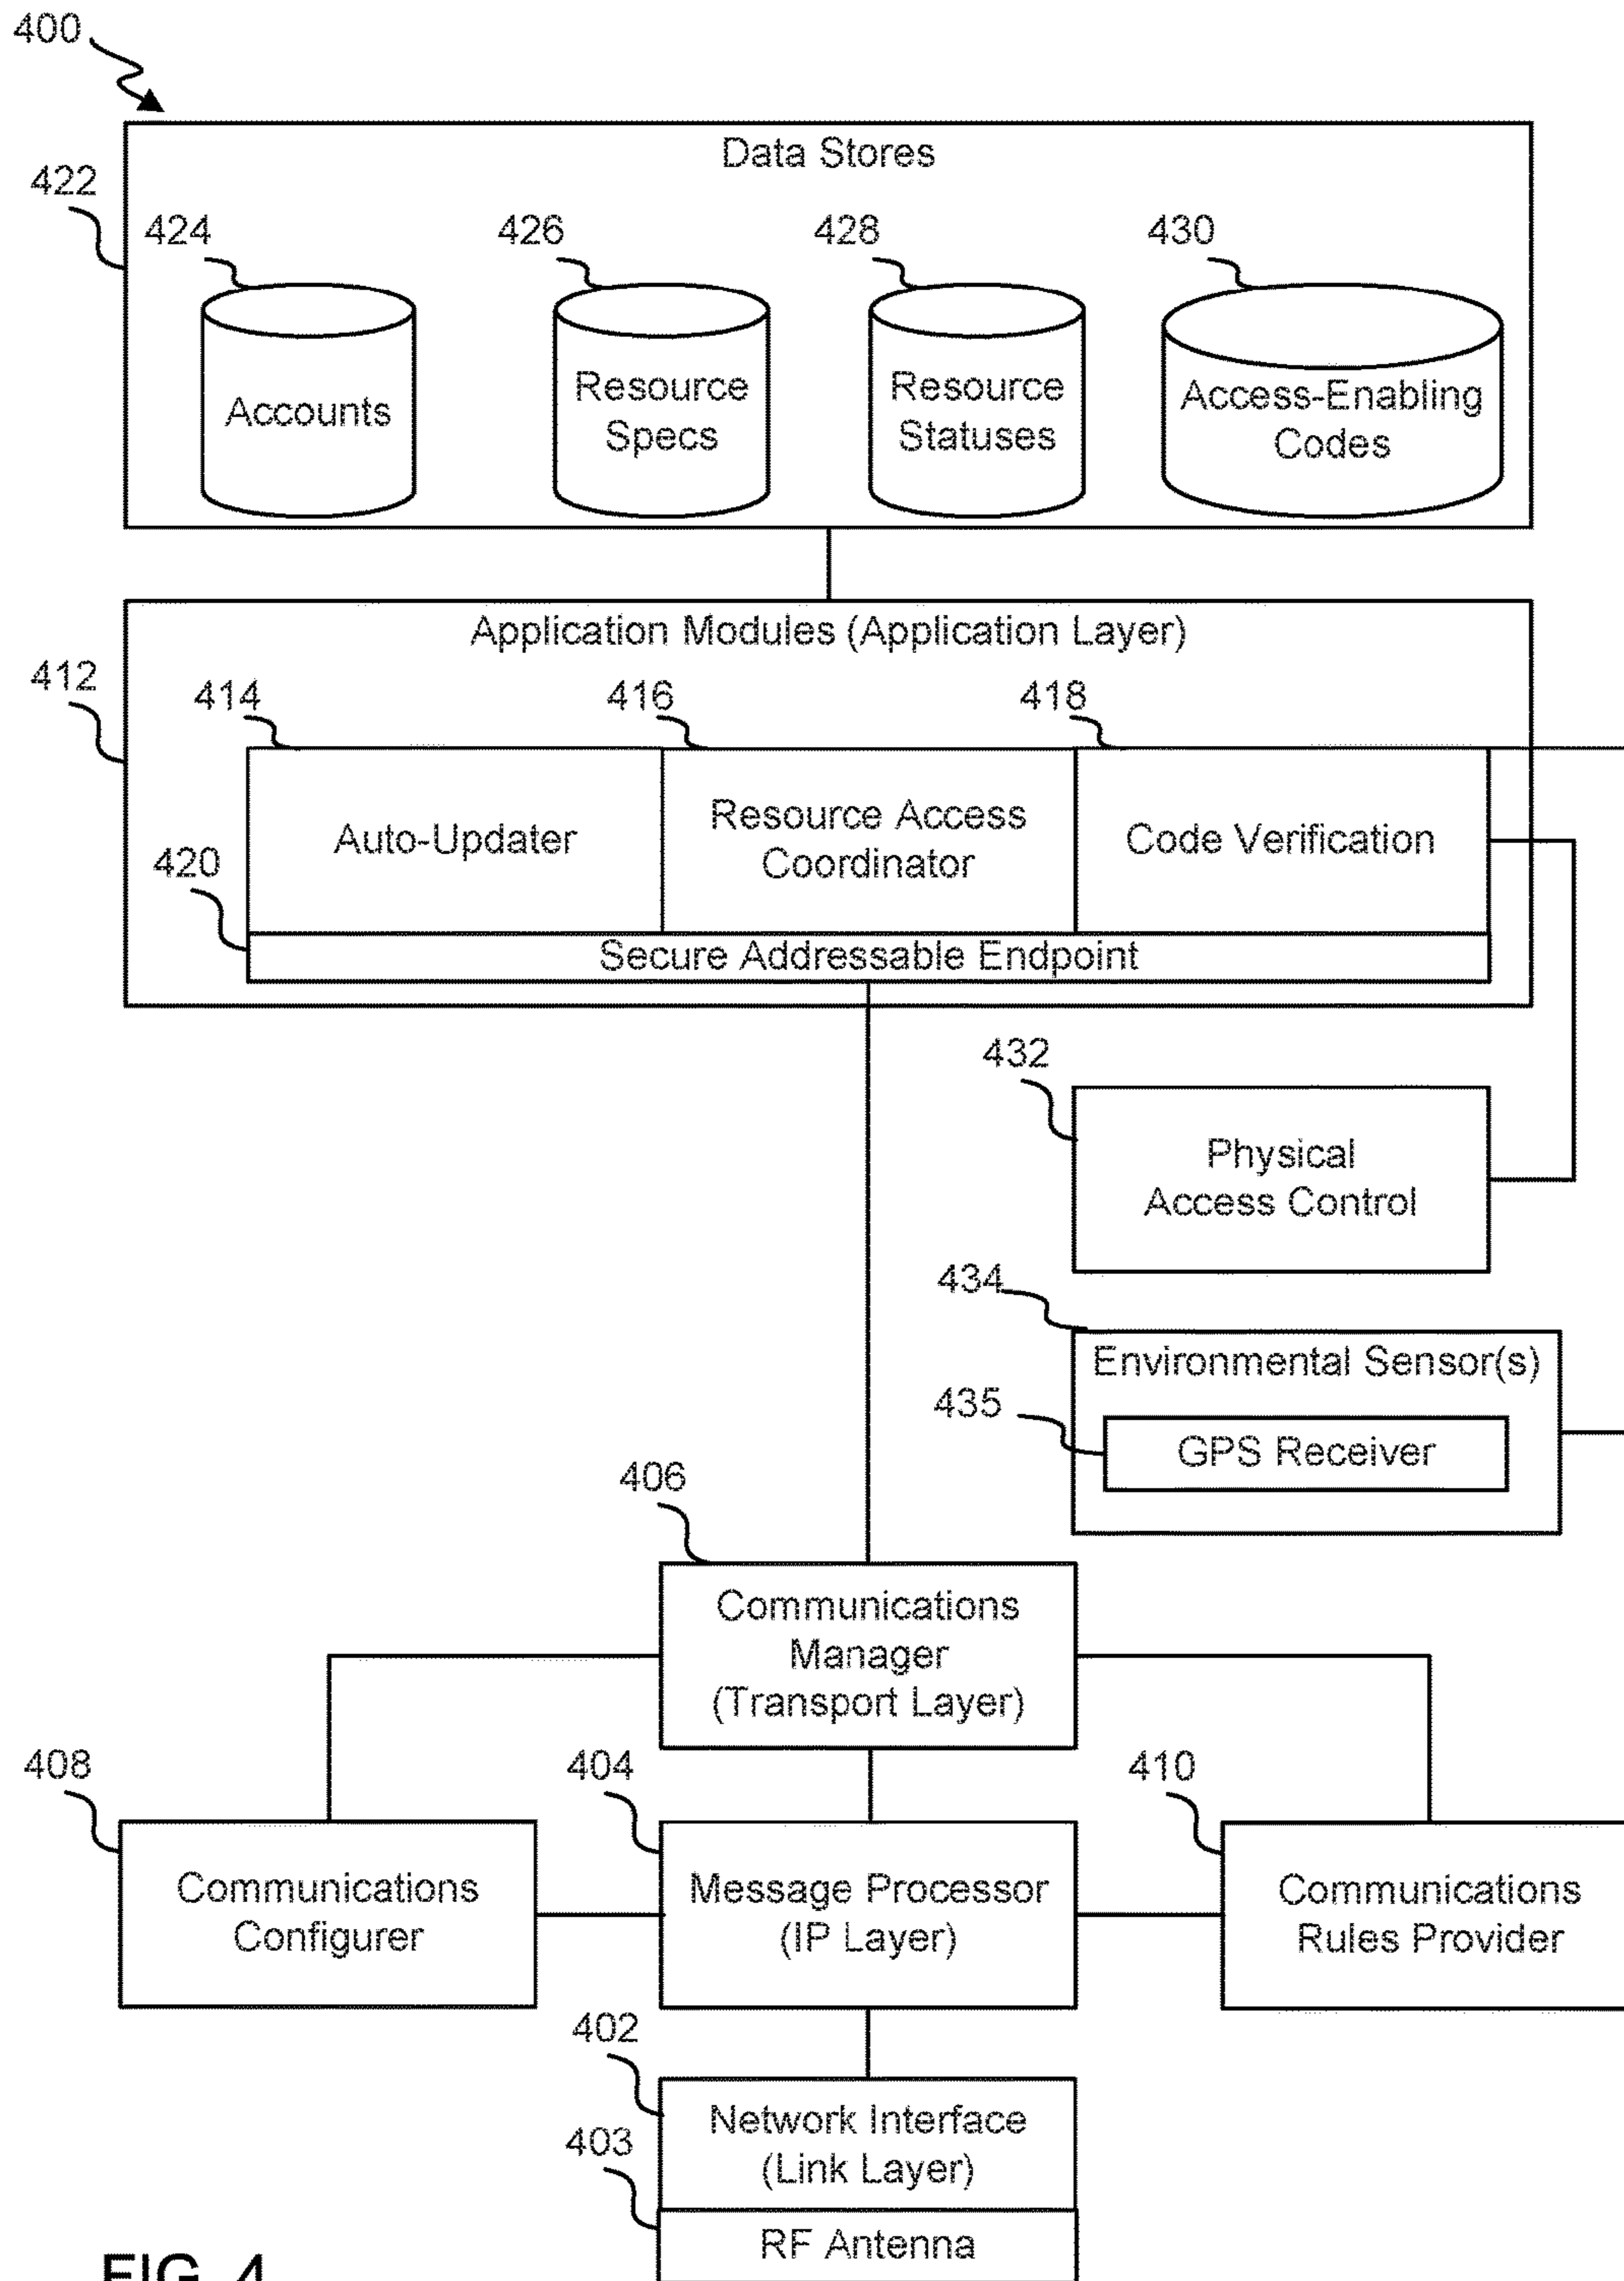 400
Data Stores
422
424
426
428
430
Accounts
Resource
Specs
Resource
Statuses
Access-Enabling
Codes
Application Modules (Application Layer)
412
414
416
418
Auto-Updater
Resource Access
Coordinator
Code Verification
420
Secure Addressable Endpoint
432
Physical
Access Control
434
Environmental Sensor(s)
435
GPS Receiver
406
Communications
Manager
(Transport Layer)
408
404
410
Communications
Configurer
Message Processor
(IP Layer)
Communications
Rules Provider
402
Network Interface
(Link Layer)
403
RF Antenna
FIG. 4